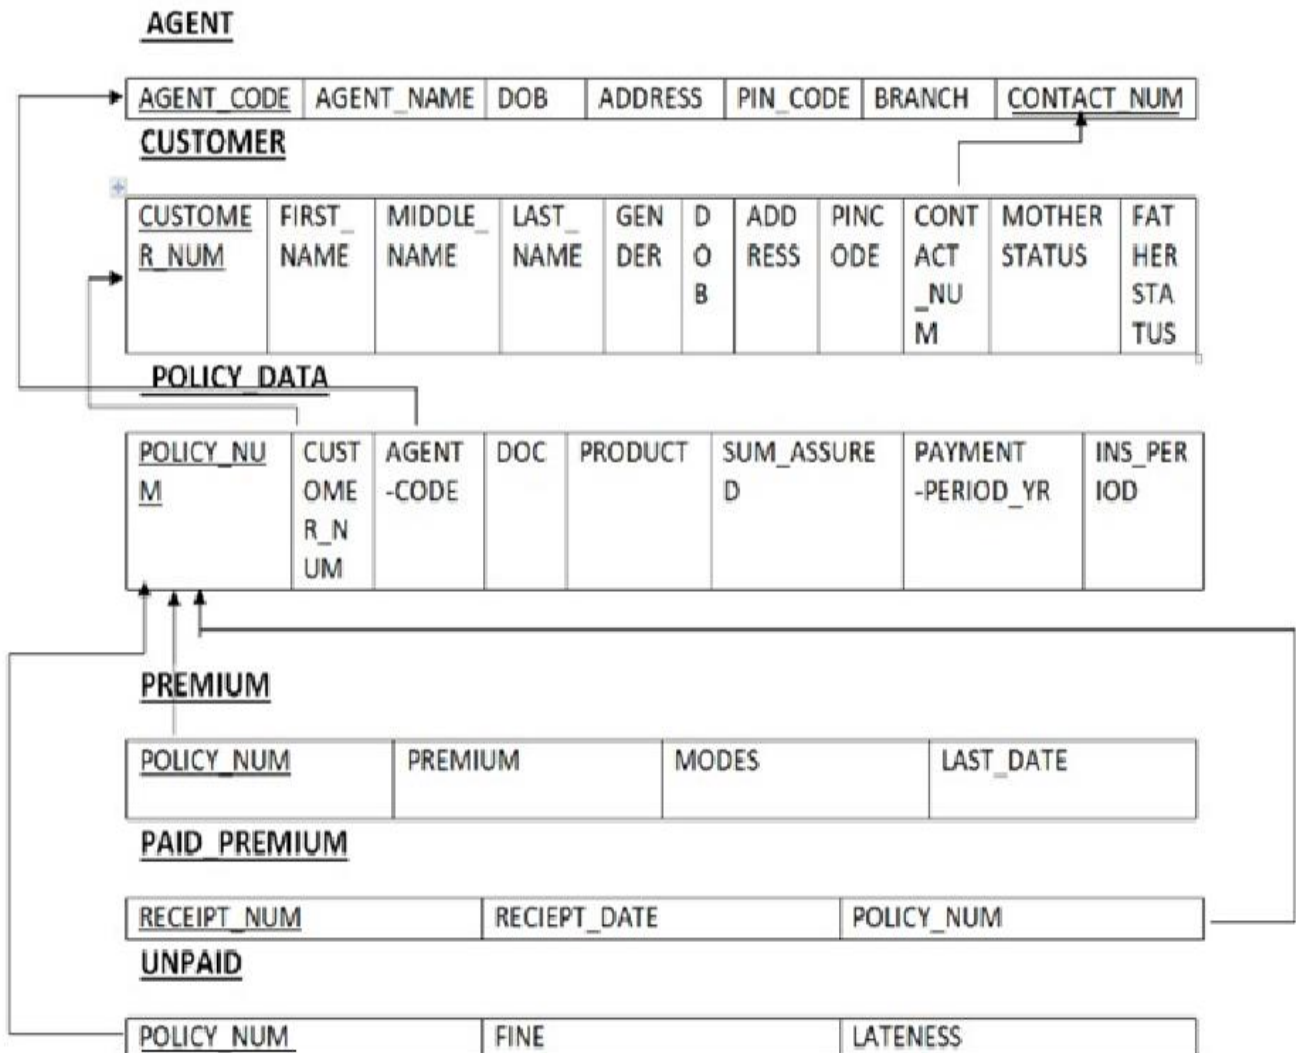 AGENT
AGENT_CODE AGENT_NAME DOB ADDRESS PIN_CODE BRANCH CONTACT_NUM
CUSTOMER
CUSTOME FIRST_ MIDDLE_ LAST_ GEN D ADD PINC CONT MOTHER FAT
R_NUM NAME NAME NAME DER O RESS ODE ACT STATUS HER
B _NU STA
M TUS
POLICY_DATA
POLICY_NU CUST AGENT DOC PRODUCT SUM_ASSURE PAYMENT INS_PER
M OME -CODE D -PERIOD_YR IOD
R_N
UM
PREMIUM
POLICY_NUM PREMIUM MODES LAST_DATE
PAID_PREMIUM
RECEIPT_NUM RECIEPT_DATE POLICY_NUM
UNPAID
POLICY_NUM FINE LATENESS